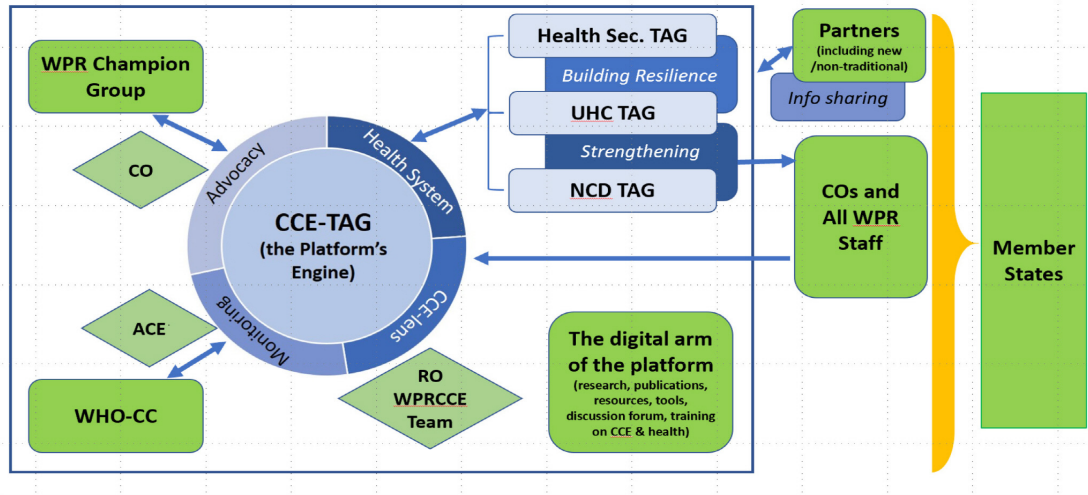 WPR Champion
Group
CO
Advocacy
Health System
CCE-TAG
(the Platform's
Engine)
CCE-lens
Monitoring
ACE
WHO-CC
RO
WPRCCE
Team
Health Sec. TAG
Building Resilience
UHC TAG
Strengthening
NCD TAG
The digital arm
of the platform
(research, publications,
resources, tools,
discussion forum, training
on CCE & health)
Partners
(including new
/non-traditional)
Info sharing
COs and
All WPR
Staff
Member
States